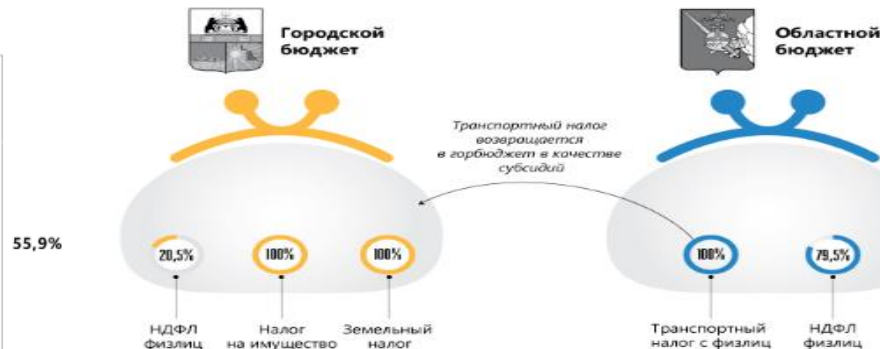 Городской
бюджет
Областной
бюджет
Транспортный налог
возвращается
в горбюджет в качестве
субсидий
55,9%
20,5%
100%
100%
100%
79,5%
НДФЛ
физлиц
Налог
на имущество
Земельный
налог
Транспортный
налог с физлиц
НДФЛ
физлиц